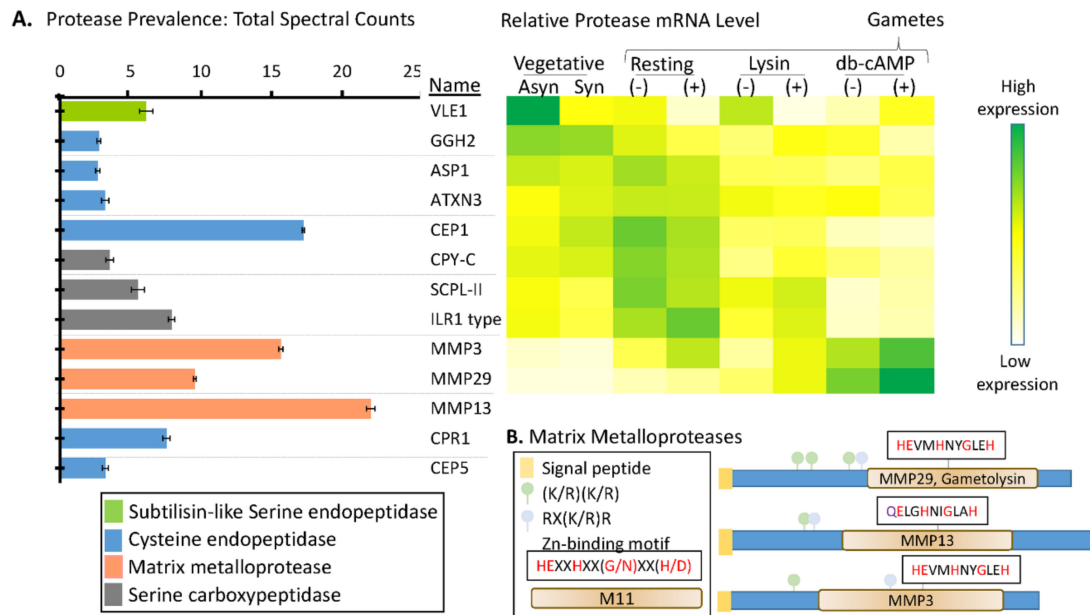 A. Protease Prevalence: Total Spectral Counts
0 5 10 15 20 25
Name
VLE1
GGH2
ASP1
ATXN3
CEP1
CPY-C
SCPL-II
ILR1 type
MMP3
MMP29
MMP13
CPR1
CEP5
Subtilisin-like Serine endopeptidase
Cysteine endopeptidase
Matrix metalloprotease
Serine carboxypeptidase
Relative Protease mRNA Level
Gametes
Vegetative Resting Lysin db-cAMP
Asyn Syn (-) (+) (-) (+) (-) (+)
High
expression
Low
expression
B. Matrix Metalloproteases
Signal peptide
(K/R)(K/R)
RX(K/R)R
Zn-binding motif
HEXXHXX(G/N)XX(H/D)
M11
HEVMHNYGLEH
MMP29, Gametolysin
QELGHNIGLAH
MMP13
HEVMHNYGLEH
MMP3